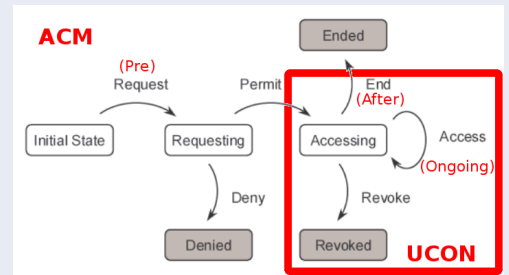 ACM
Ended
(Pre)
Request
Permit
End
(After)
Initial State
Requesting
Accessing
Access
(Ongoing)
Deny
Revoke
Denied
Revoked
UCON